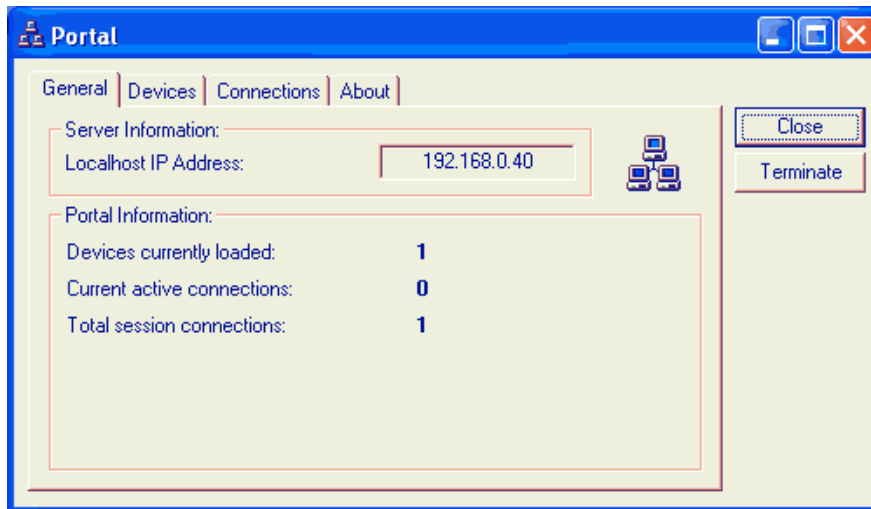 Portal
General Devices Connections About
Server Information:
Localhost IP Address: 192.168.0.40
Close
Terminate
Portal Information:
Devices currently loaded: 1
Current active connections: 0
Total session connections: 1